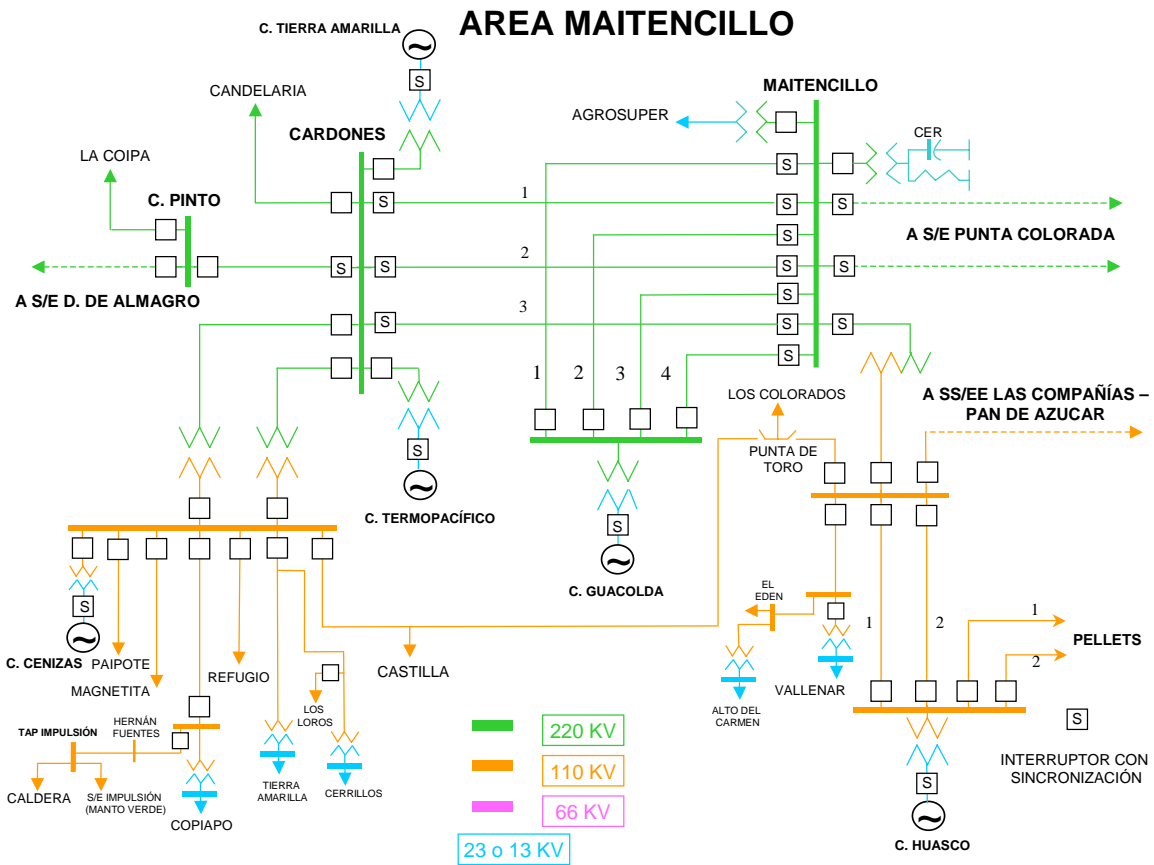 AREA MAITENCILLO
C. TIERRA AMARILLA
S
CANDELARIA
CARDONES
LA COIPA
C. PINTO
A S/E D. DE ALMAGRO
MAITENCILLO
AGROSUPER
CER
S
S
1
S
S
S
A S/E PUNTA COLORADA
S
S
S
2
S
S
S
S
3
S
S
S
1
2
3
4
LOS COLORADOS
A SS/EE LAS COMPAÑÍAS –
PAN DE AZUCAR
PUNTA DE
TORO
S
C. TERMOPACÍFICO
S
C. GUACOLDA
S
C. CENIZAS
PAIPOTE
MAGNETITA
REFUGIO
CASTILLA
EL
EDEN
1
2
1
PELLETS
2
VALLENAR
ALTO DEL
CARMEN
LOS
LOROS
HERNÁN
FUENTES
TAP IMPULSIÓN
CALDERA
S/E IMPULSIÓN
(MANTO VERDE)
COPIAPO
TIERRA
AMARILLA
CERRILLOS
220 KV
110 KV
66 KV
23 o 13 KV
S
INTERRUPTOR CON
SINCRONIZACIÓN
S
C. HUASCO